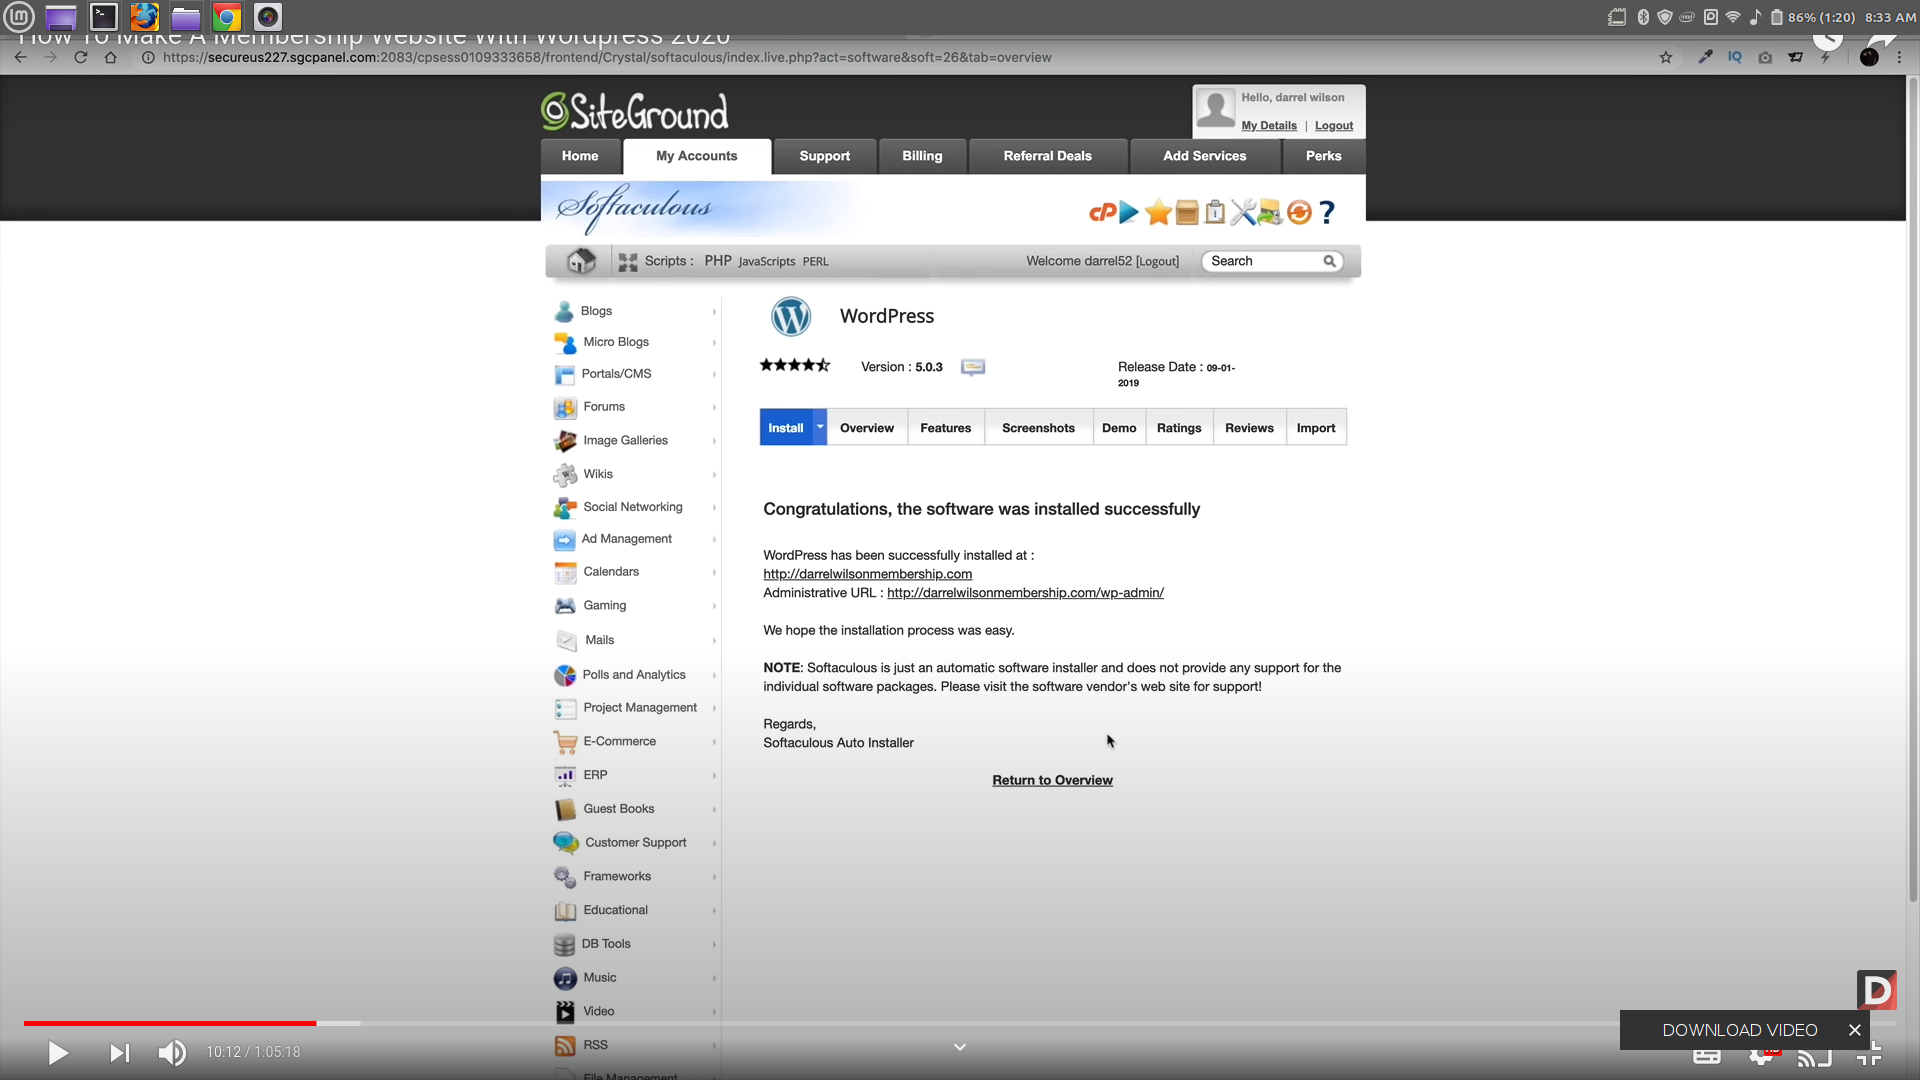 86% (1:20) 8:33 AM
How To Make A Membership Website With Wordpress 2020
https://secureus227.sgcpanel.com:2083/cpsess0109333658/frontend/Crystal/softaculous/index.live.php?act=software&soft=26&tab=overview
IQ
SiteGround
Hello, darrel wilson
My Details | Logout
Home My Accounts Support Billing Referral Deals Add Services Perks
Softaculous
cP ?
Scripts : PHP JavaScripts PERL Welcome darrel52 [Logout] Search
Blogs
Micro Blogs
Portals/CMS
Forums
Image Galleries
Wikis
Social Networking
Ad Management
Calendars
Gaming
Mails
Polls and Analytics
Project Management
E-Commerce
ERP
Guest Books
Customer Support
Frameworks
Educational
DB Tools
Music
Video
RSS
File Management
WordPress
Version : 5.0.3
Release Date : 09-01-
2019
Install Overview Features Screenshots Demo Ratings Reviews Import
Congratulations, the software was installed successfully
WordPress has been successfully installed at :
http://darrelwilsonmembership.com
Administrative URL : http://darrelwilsonmembership.com/wp-admin/
We hope the installation process was easy.
NOTE: Softaculous is just an automatic software installer and does not provide any support for the
individual software packages. Please visit the software vendor's web site for support!
Regards,
Softaculous Auto Installer
Return to Overview
D
DOWNLOAD VIDEO
10:12 / 1:05:18